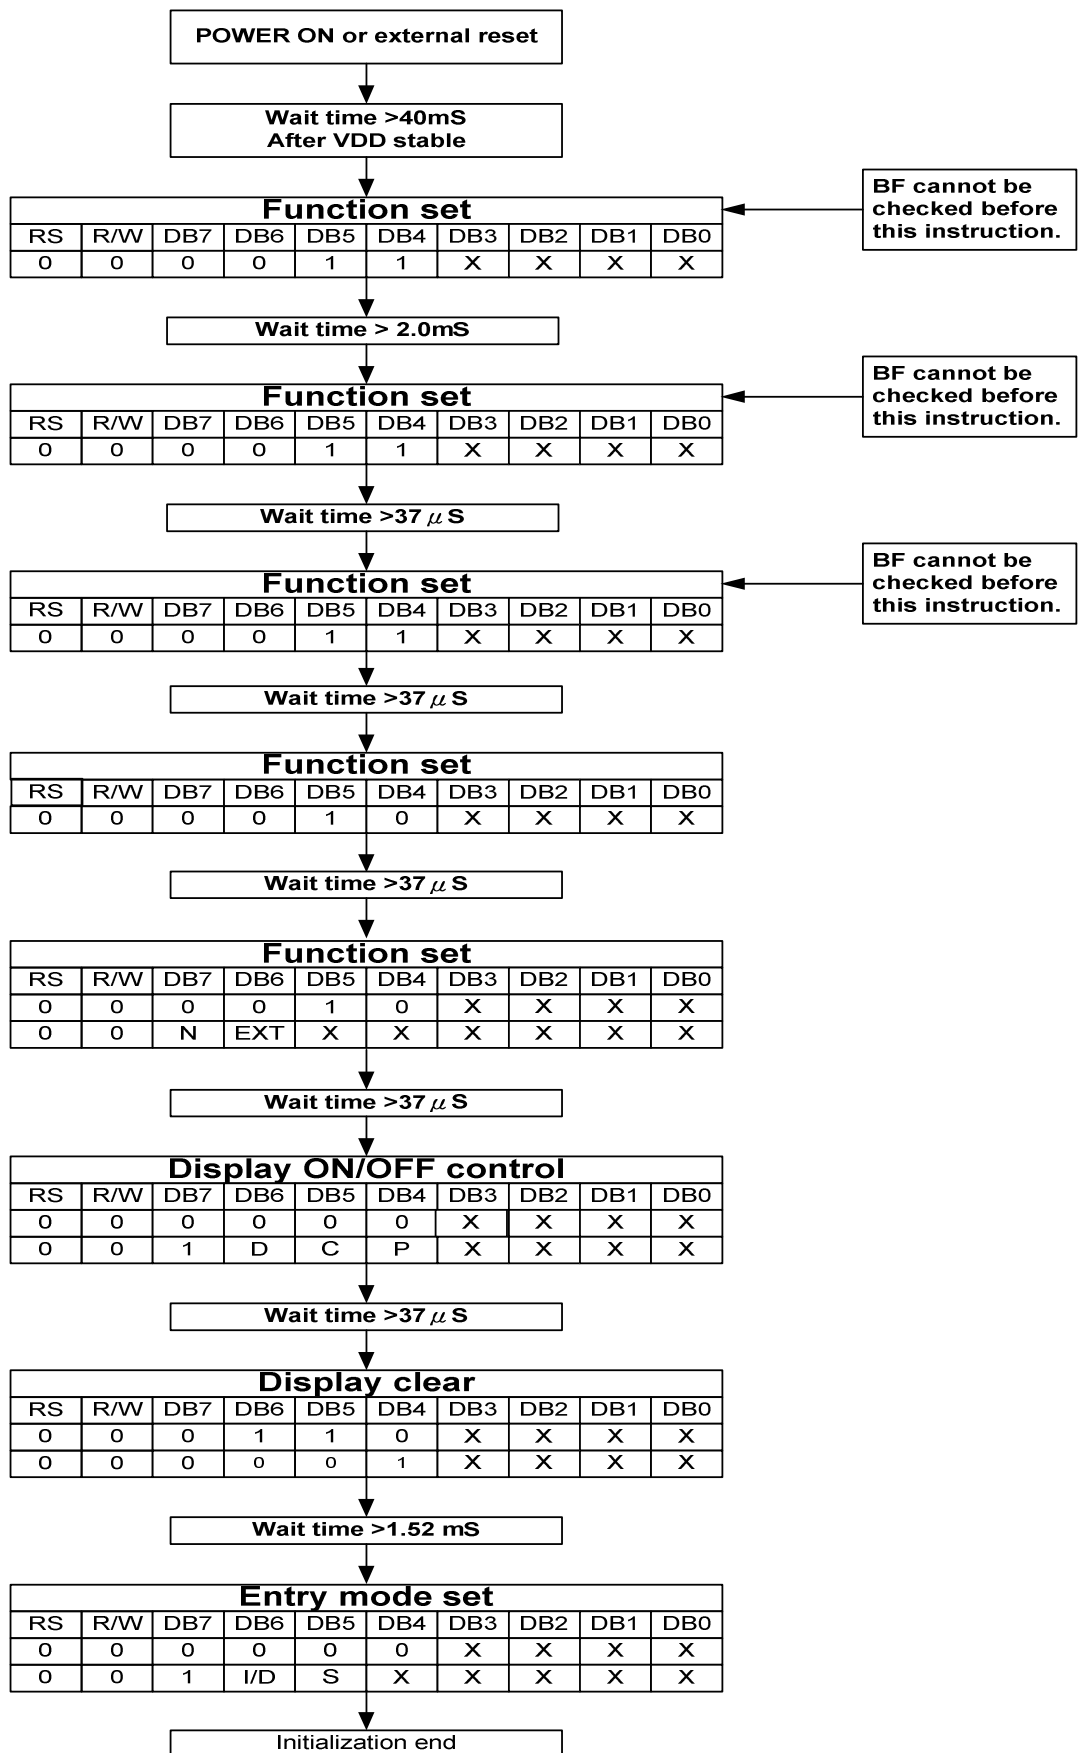 POWER ON or external reset
Wait time >40mS
After VDD stable
Function set
RS R/W DB7 DB6 DB5 DB4 DB3 DB2 DB1 DB0
0 0 0 0 1 1 X X X X
BF cannot be
checked before
this instruction.
Wait time > 2.0mS
Function set
RS R/W DB7 DB6 DB5 DB4 DB3 DB2 DB1 DB0
0 0 0 0 1 1 X X X X
BF cannot be
checked before
this instruction.
Wait time >37μS
Function set
RS R/W DB7 DB6 DB5 DB4 DB3 DB2 DB1 DB0
0 0 0 0 1 1 X X X X
BF cannot be
checked before
this instruction.
Wait time >37μS
Function set
RS R/W DB7 DB6 DB5 DB4 DB3 DB2 DB1 DB0
0 0 0 0 1 0 X X X X
Wait time >37μS
Function set
RS R/W DB7 DB6 DB5 DB4 DB3 DB2 DB1 DB0
0 0 0 0 1 0 X X X X
0 0 N EXT X X X X X X
Wait time >37μS
Display ON/OFF control
RS R/W DB7 DB6 DB5 DB4 DB3 DB2 DB1 DB0
0 0 0 0 0 0 X X X X
0 0 1 D C P X X X X
Wait time >37μS
Display clear
RS R/W DB7 DB6 DB5 DB4 DB3 DB2 DB1 DB0
0 0 0 1 1 0 X X X X
0 0 0 0 0 1 X X X X
Wait time >1.52 mS
Entry mode set
RS R/W DB7 DB6 DB5 DB4 DB3 DB2 DB1 DB0
0 0 0 0 0 0 X X X X
0 0 1 I/D S X X X X X
Initialization end